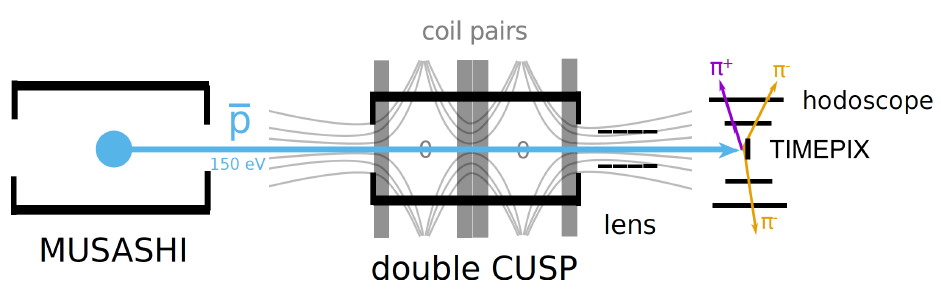 coil pairs
π⁺
π⁻
hodoscope
p̅
150 eV
0
0
TIMEPIX
MUSASHI
lens
π⁻
double CUSP